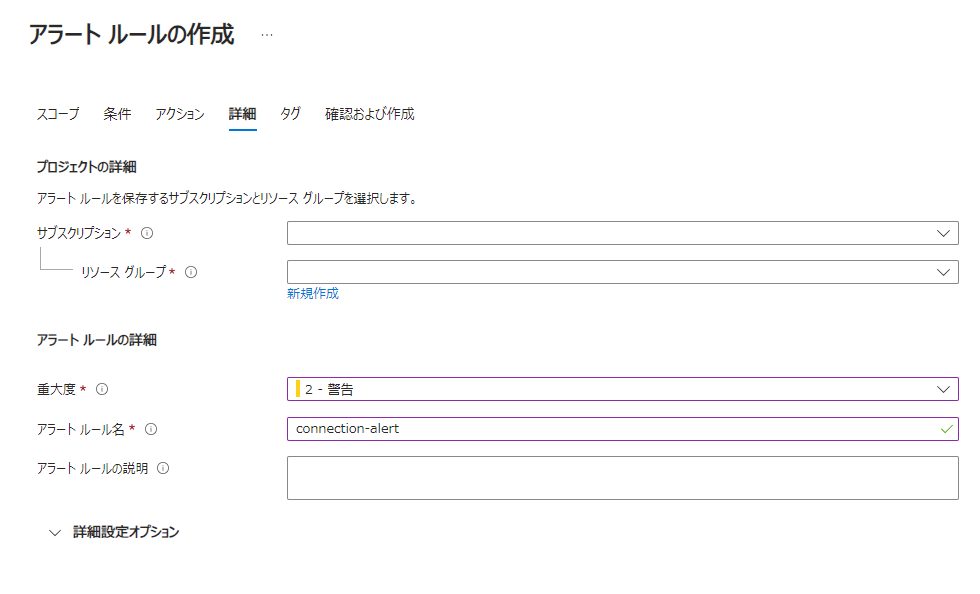 アラート ルールの作成 …
スコープ 条件 アクション 詳細 タグ 確認および作成
プロジェクトの詳細
アラート ルールを保存するサブスクリプションとリソース グループを選択します。
サブスクリプション *
リソース グループ *
新規作成
アラート ルールの詳細
重大度 * 2 - 警告
アラート ルール名 * connection-alert
アラート ルールの説明
詳細設定オプション